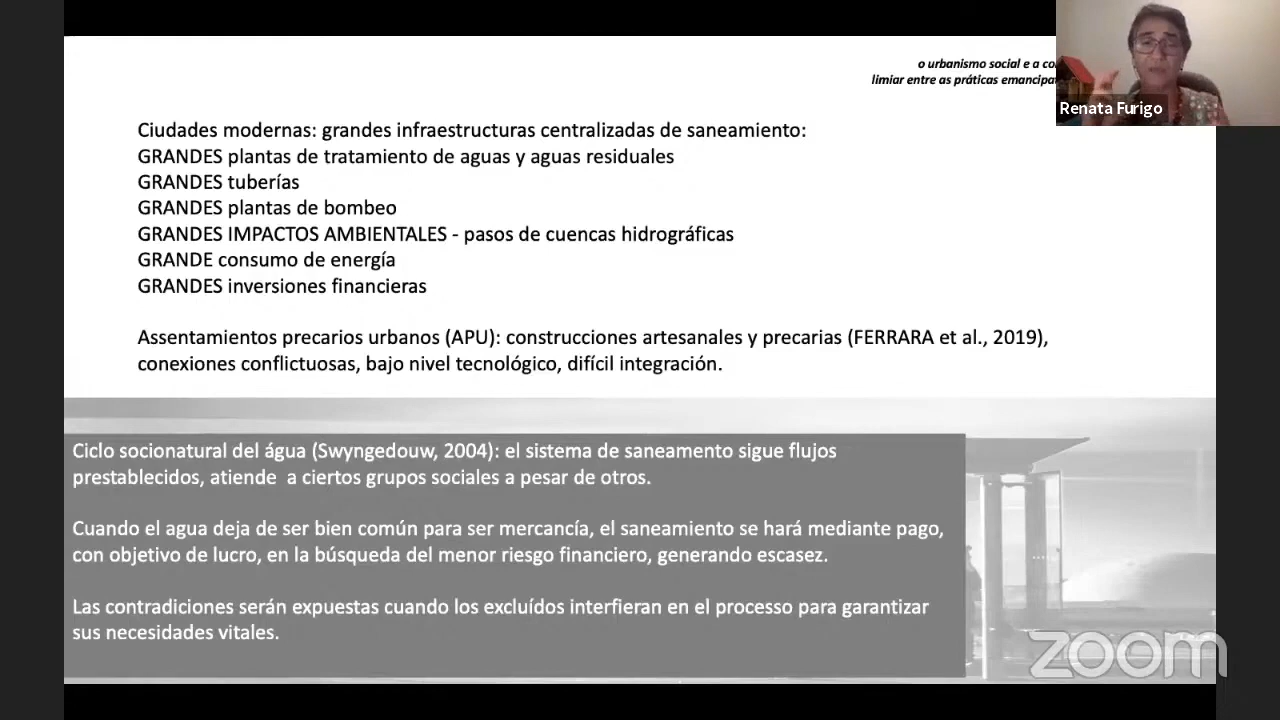 o urbanismo social e a
limiar entre as práticas
Renata Furigo
Ciudades modernas: grandes infraestructuras centralizadas de saneamiento:
GRANDES plantas de tratamiento de aguas y aguas residuales
GRANDES tuberías
GRANDES plantas de bombeo
GRANDES IMPACTOS AMBIENTALES - pasos de cuencas hidrográficas
GRANDE consumo de energía
GRANDES inversiones financieras
Assentamientos precarios urbanos (APU): construcciones artesanales y precarias (FERRARA et al., 2019),
conexiones conflictuosas, bajo nivel tecnológico, difícil integración.
Ciclo socionatural del água (Swyngedouw, 2004): el sistema de saneamento sigue flujos
prestablecidos, atiende a ciertos grupos sociales a pesar de otros.
Cuando el agua deja de ser bien común para ser mercancía, el saneamiento se hará mediante pago,
con objetivo de lucro, en la búsqueda del menor riesgo financiero, generando escasez.
Las contradiciones serán expuestas cuando los excluídos interfieran en el processo para garantizar
sus necesidades vitales.
zoom